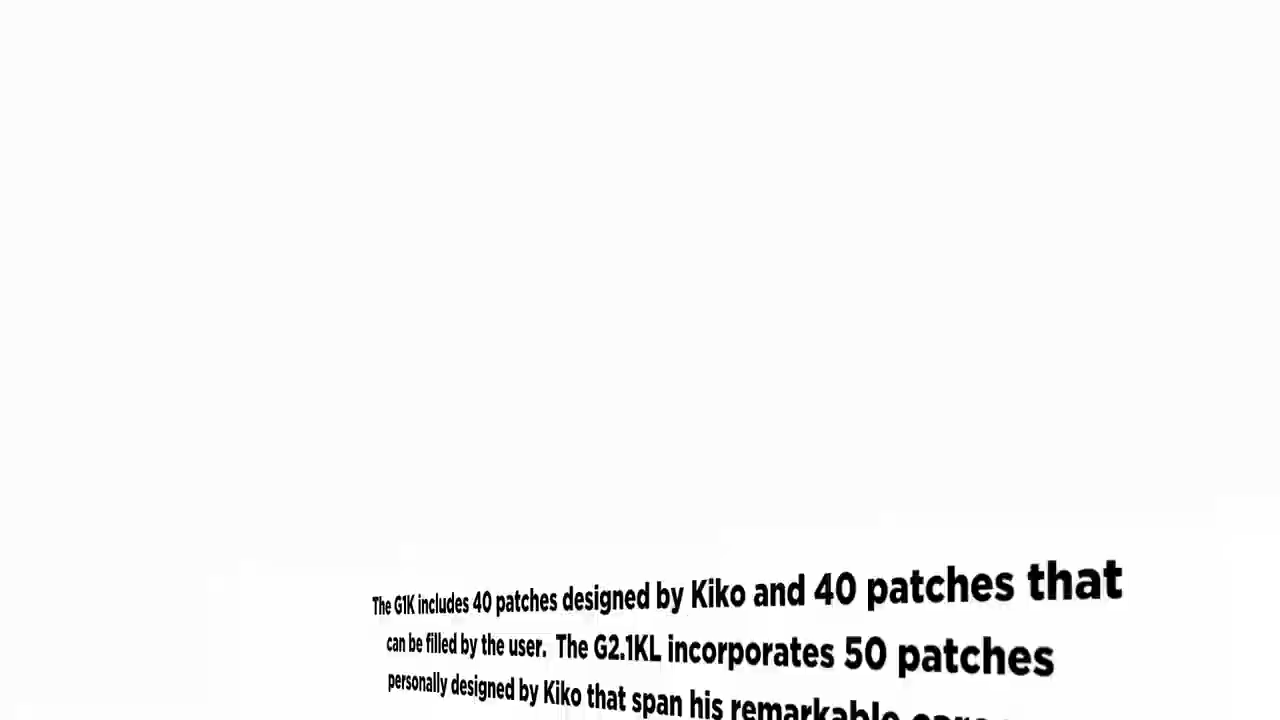 The G1K includes 40 patches designed by Kiko and 40 patches that
can be filled by the user. The G2.1KL incorporates 50 patches
personally designed by Kiko that span his remarkable